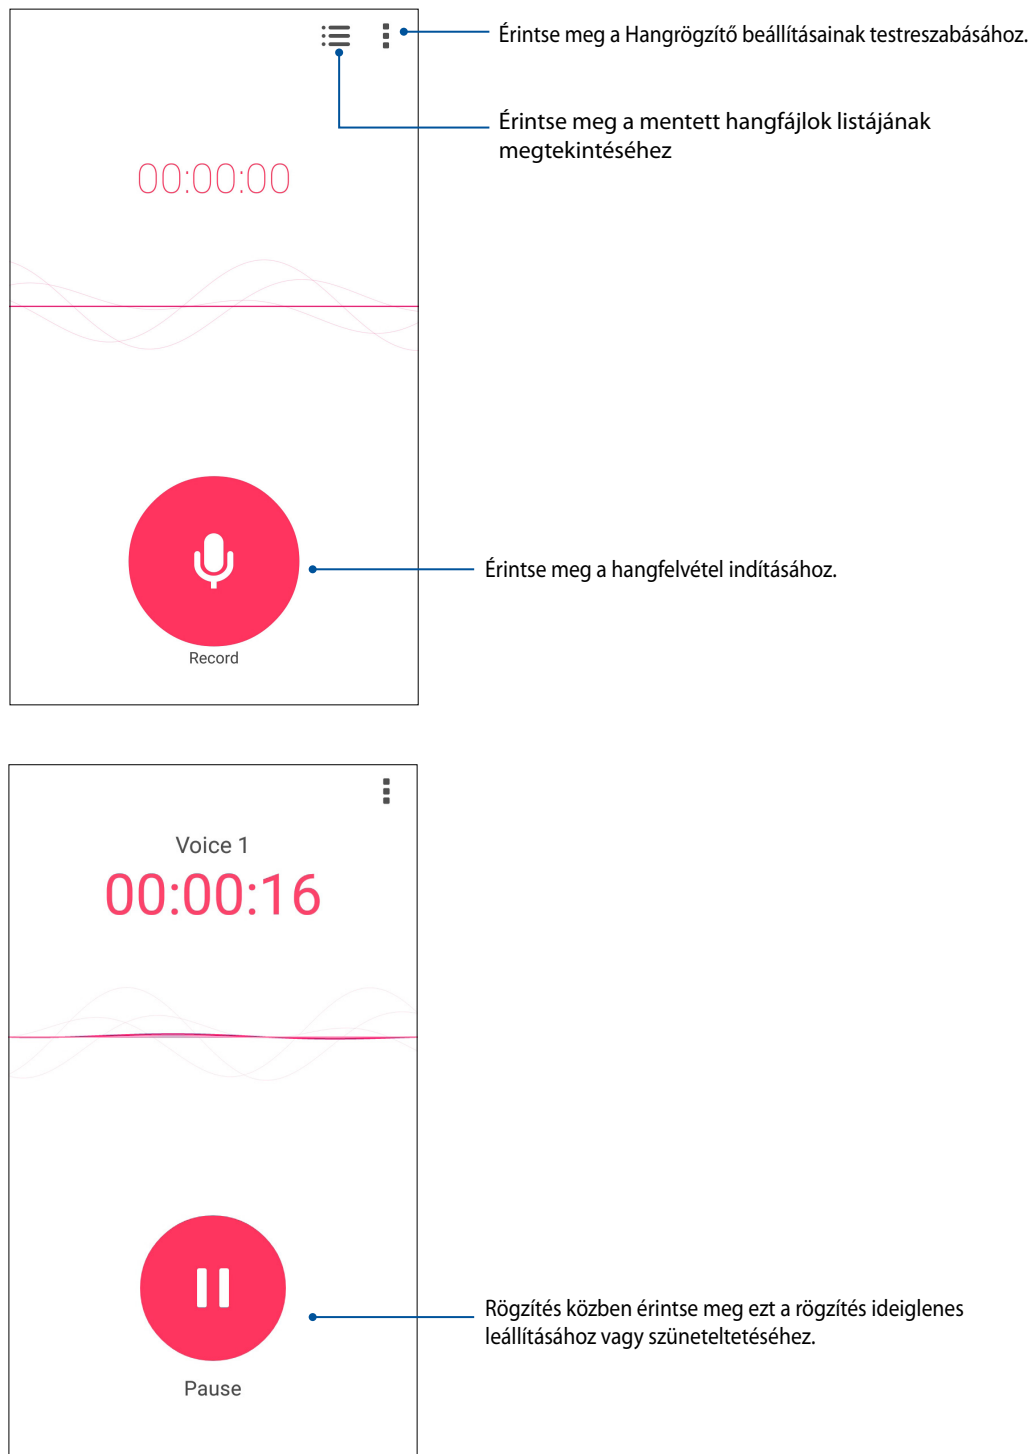 Érintse meg a Hangrögzítő beállításainak testreszabásához.
Érintse meg a mentett hangfájlok listájának
megtekintéséhez
00:00:00
Érintse meg a hangfelvétel indításához.
Record
Voice 1
00:00:16
Rögzítés közben érintse meg ezt a rögzítés ideiglenes
leállításához vagy szüneteltetéséhez.
Pause